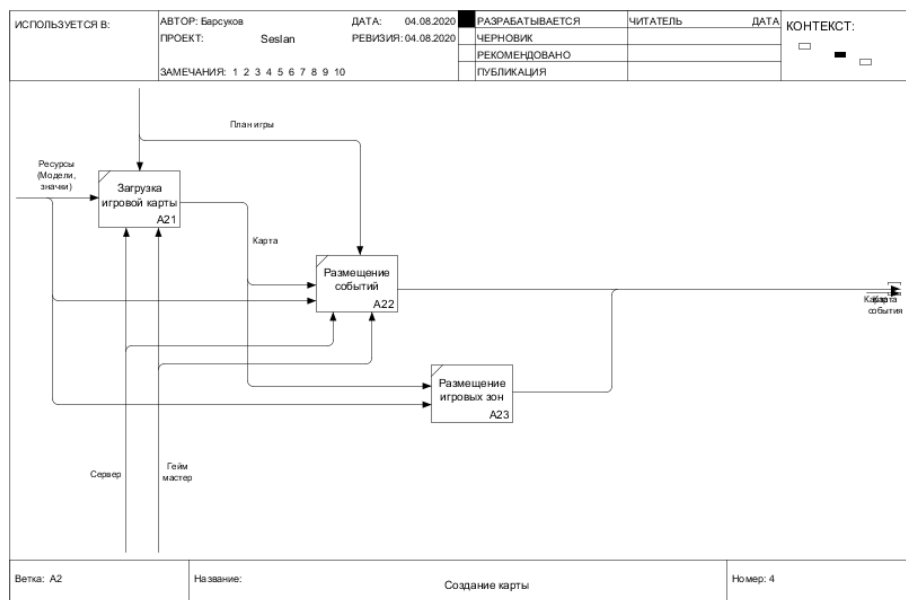 ИСПОЛЬЗУЕТСЯ В:
АВТОР: Барсуков
ДАТА: 04.08.2020
ПРОЕКТ: Seslan
РЕВИЗИЯ: 04.08.2020
ЗАМЕЧАНИЯ: 1 2 3 4 5 6 7 8 9 10
РАЗРАБАТЫВАЕТСЯ
ЧЕРНОВИК
РЕКОМЕНДОВАНО
ПУБЛИКАЦИЯ
ЧИТАТЕЛЬ
ДАТА
КОНТЕКСТ:
План игры
Ресурсы
(Модели,
значки)
Загрузка
игровой карты
A21
Карта
Размещение
событий
A22
Карта
события
Размещение
игровых зон
A23
Сервер
Гейм
мастер
Ветка: A2
Название:
Создание карты
Номер: 4